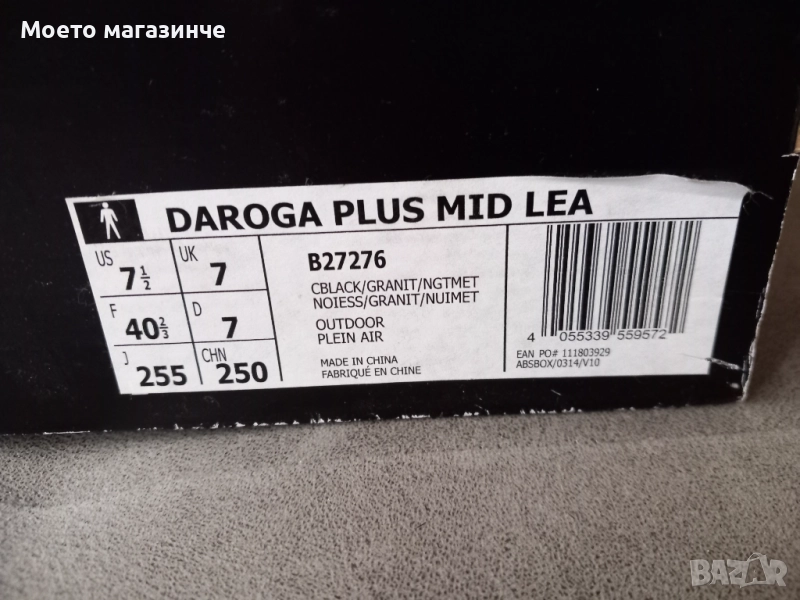 Моето магазинче
DAROGA PLUS MID LEA
US 7½ UK 7
F 40⅔ D 7
J 255 CHN 250
B27276
CBLACK/GRANIT/NGTMET
NOIESS/GRANIT/NUIMET
OUTDOOR
PLEIN AIR
MADE IN CHINA
FABRIQUÉ EN CHINE
4 055339 559572
EAN PO# 111803929
ABSBOX/0314/V10
BAZAR